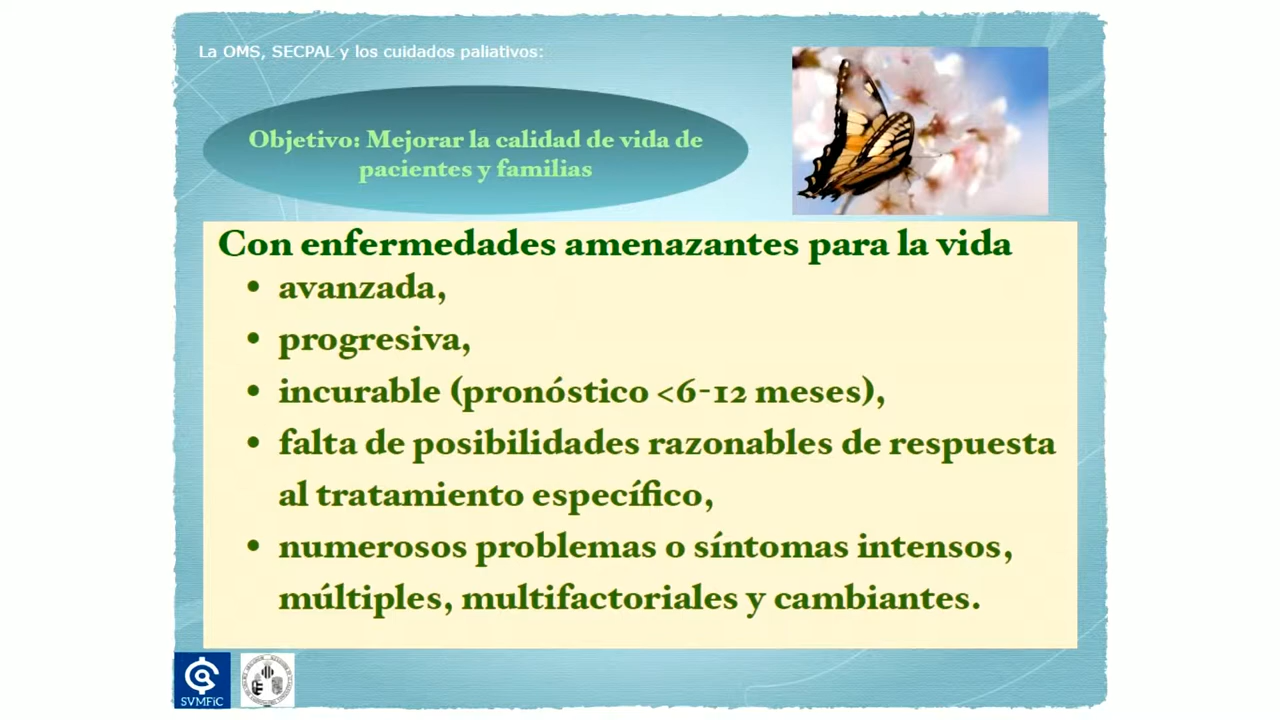 La OMS, SECPAL y los cuidados paliativos:
Objetivo: Mejorar la calidad de vida de
pacientes y familias
Con enfermedades amenazantes para la vida
• avanzada,
• progresiva,
• incurable (pronóstico <6-12 meses),
• falta de posibilidades razonables de respuesta
al tratamiento específico,
• numerosos problemas o síntomas intensos,
múltiples, multifactoriales y cambiantes.
SVMFiC